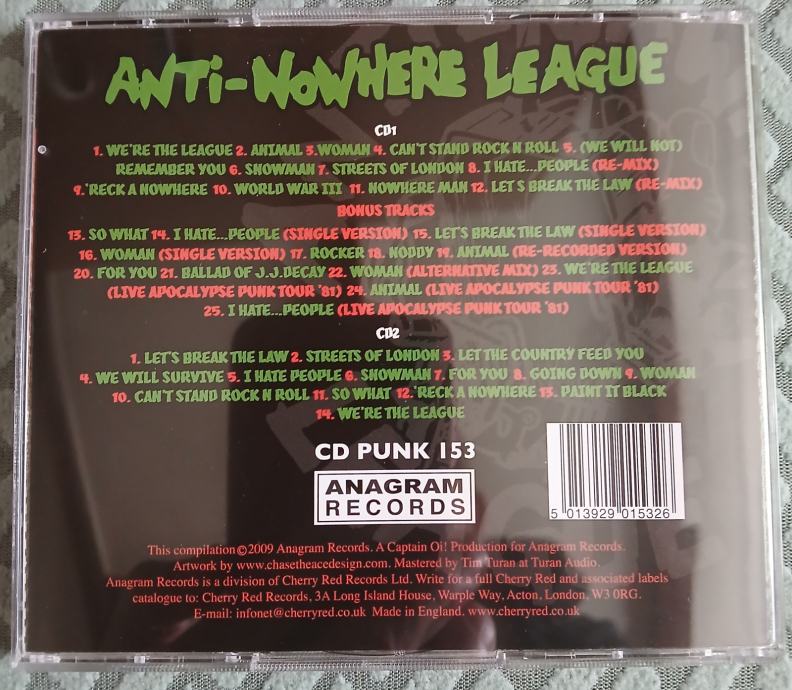 ANTi-NOWHERE LEAGUE
CD1
1. WE'RE THE LEAGUE 2. ANIMAL 3.WOMAN 4. CAN'T STAND ROCK N ROLL 5. (WE WILL NOT)
REMEMBER YOU 6. SNOWMAN 7. STREETS OF LONDON 8. I HATE...PEOPLE (RE-MIX)
9.'RECK A NOWHERE 10. WORLD WAR III 11. NOWHERE MAN 12. LET S BREAK THE LAW (RE-MIX)
BONUS TRACKS
13. SO WHAT 14. I HATE...PEOPLE (SINGLE VERSION) 15. LET'S BREAK THE LAW (SINGLE VERSION)
16. WOMAN (SINGLE VERSION) 17. ROCKER 18. NODDY 19. ANIMAL (RE-RECORDED VERSION)
20. FOR YOU 21. BALLAD OF J.J.DECAY 22. WOMAN (ALTERNATIVE MIX) 23. WE'RE THE LEAGUE
(LIVE APOCALYPSE PUNK TOUR '81) 24. ANIMAL (LIVE APOCALYPSE PUNK TOUR '81)
25. I HATE...PEOPLE (LIVE APOCALYPSE PUNK TOUR '81)
CD2
1. LET'S BREAK THE LAW 2. STREETS OF LONDON 3. LET THE COUNTRY FEED YOU
4. WE WILL SURVIVE 5. I HATE PEOPLE 6. SNOWMAN 7. FOR YOU 8. GOING DOWN 9. WOMAN
10. CAN'T STAND ROCK N ROLL 11. SO WHAT 12.'RECK A NOWHERE 13. PAINT IT BLACK
14. WE'RE THE LEAGUE
CD PUNK 153
ANAGRAM
RECORDS
5 013929 015326
This compilation ©2009 Anagram Records. A Captain Oi! Production for Anagram Records.
Artwork by www.chasetheacedesign.com. Mastered by Tim Turan at Turan Audio.
Anagram Records is a division of Cherry Red Records Ltd. Write for a full Cherry Red and associated labels
catalogue to: Cherry Red Records, 3A Long Island House, Warple Way, Acton, London, W3 0RG.
E-mail: infonet@cherryred.co.uk Made in England. www.cherryred.co.uk